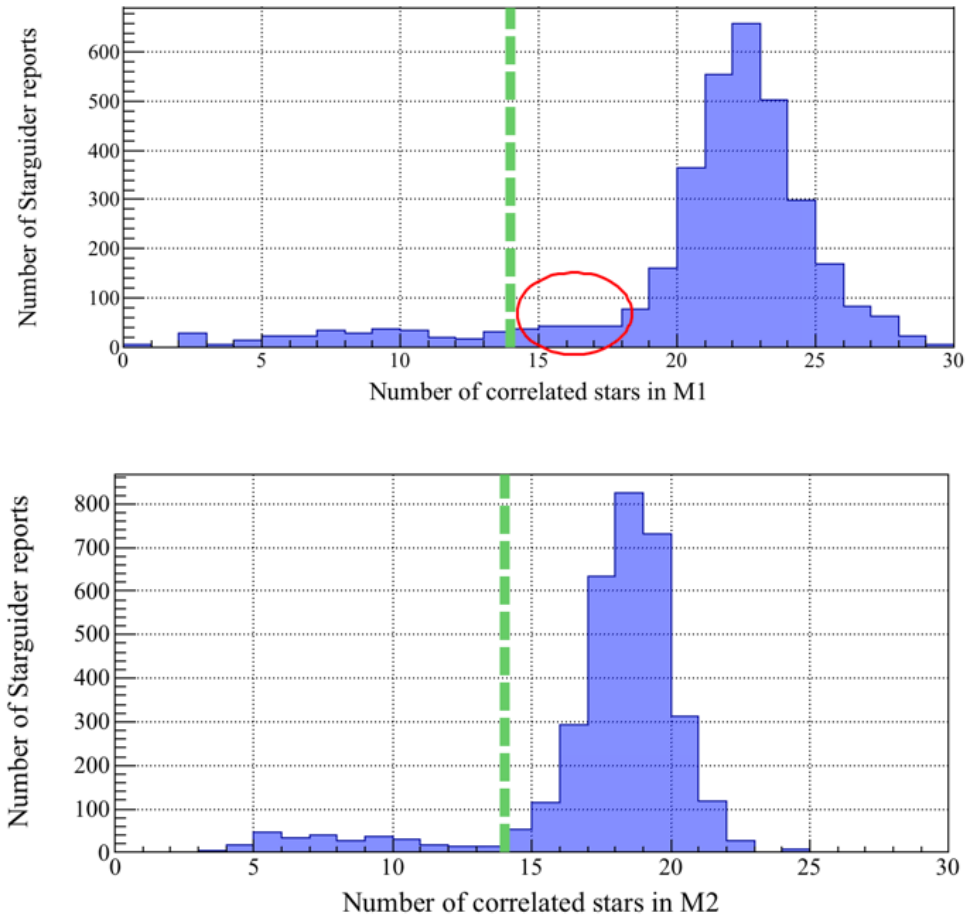 Number of Starguider reports
600
500
400
300
200
100
0
0 5 10 15 20 25 30
Number of correlated stars in M1
Number of Starguider reports
800
700
600
500
400
300
200
100
0
0 5 10 15 20 25 30
Number of correlated stars in M2